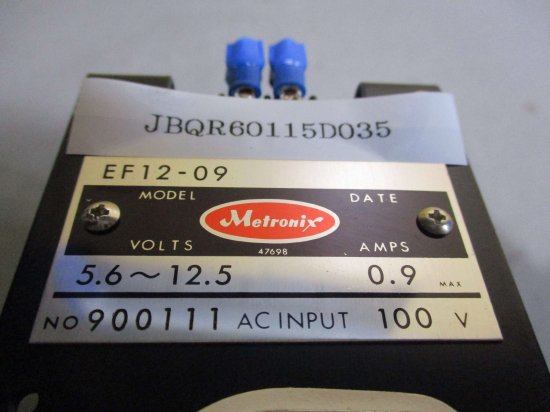 JBQR60115D035
EF12-09
MODEL DATE
Metronix
VOLTS 47698 AMPS
5.6~12.5 0.9 MAX
NO 900111 AC INPUT 100 V